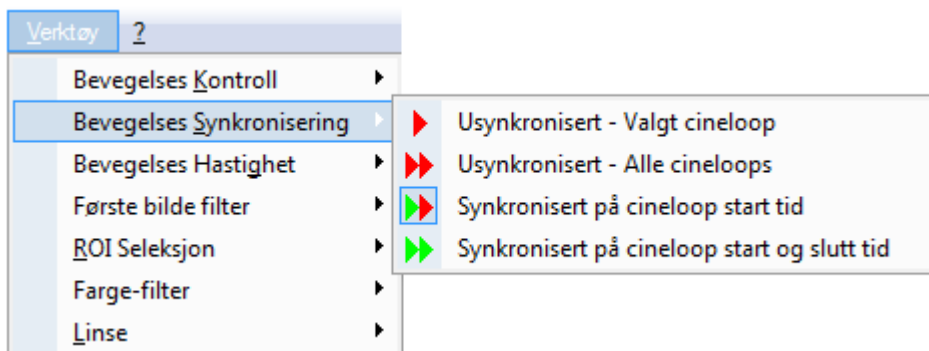 Verktøy ?
Bevegelses Kontroll
Bevegelses Synkronisering
Usynkronisert - Valgt cineloop
Bevegelses Hastighet
Usynkronisert - Alle cineloops
Første bilde filter
Synkronisert på cineloop start tid
ROI Seleksjon
Synkronisert på cineloop start og slutt tid
Farge-filter
Linse